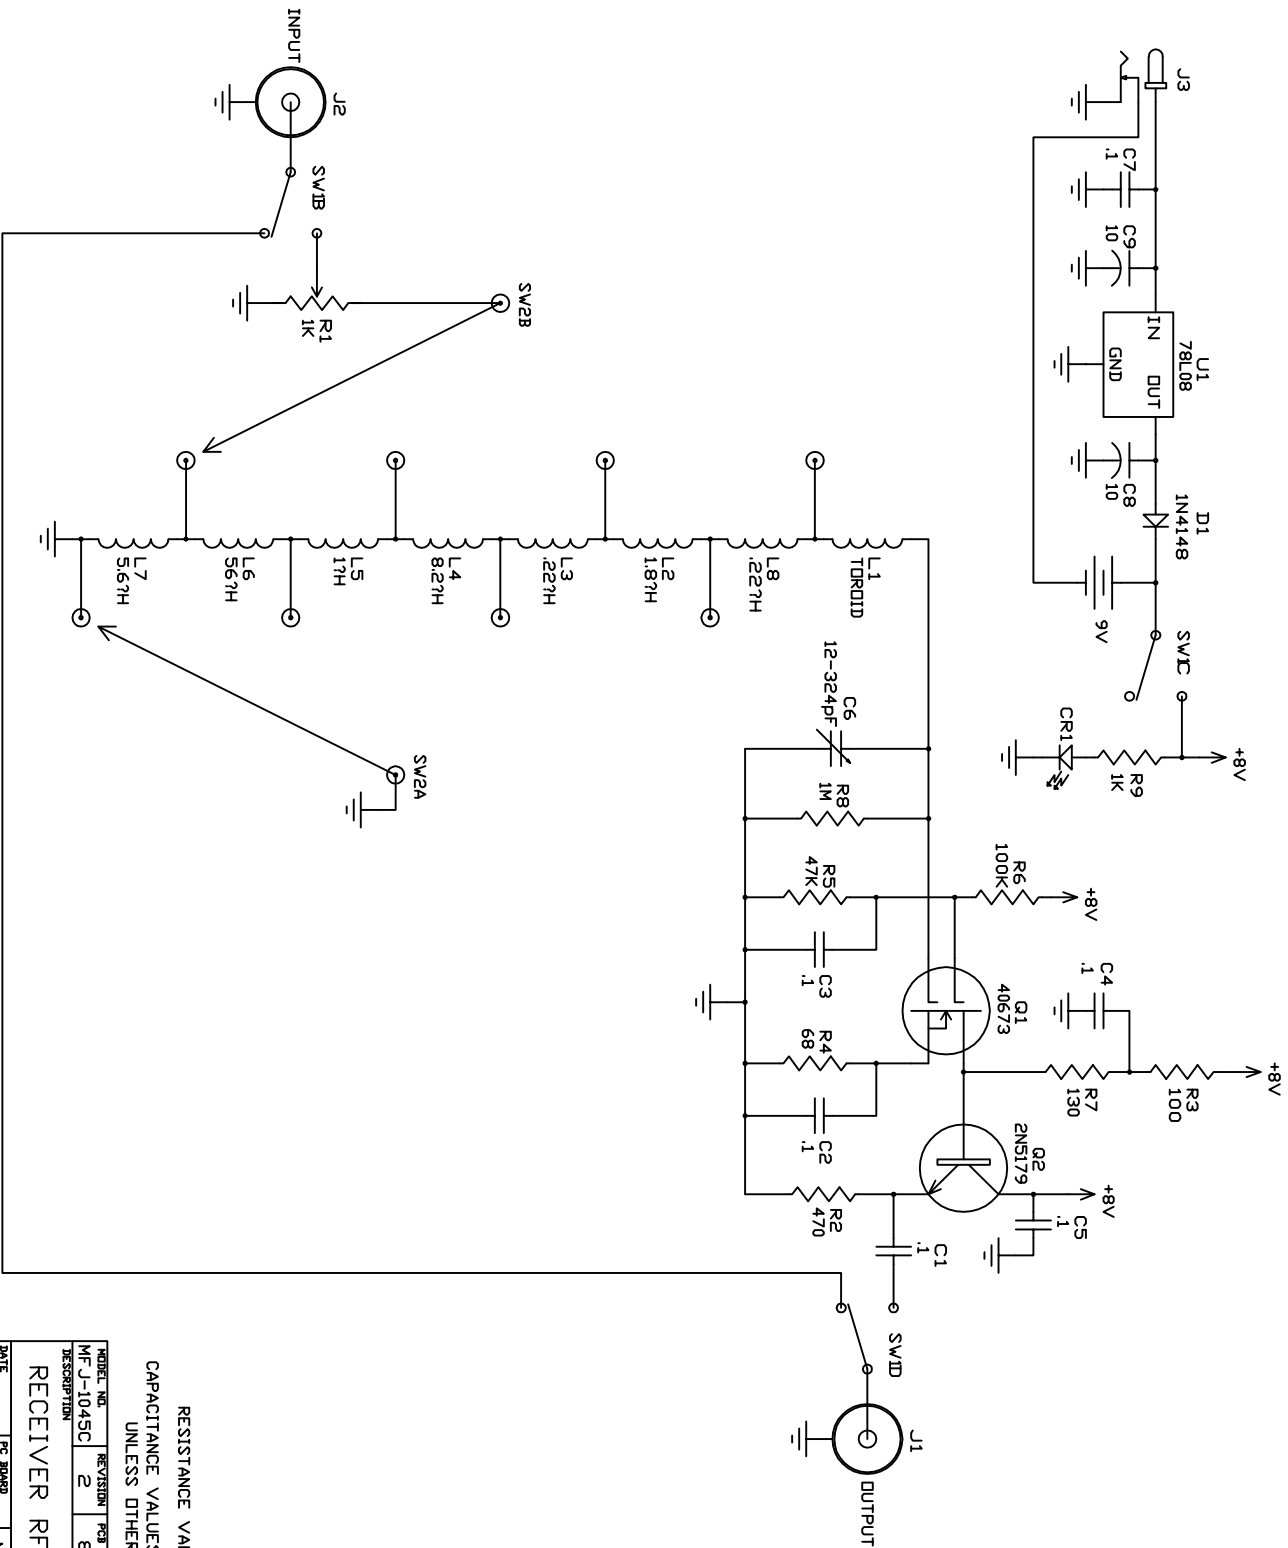 J3
C7
.1
C9
10
U1
78L08
IN
OUT
GND
C8
10
D1
1N4148
9V
SW1C
+8V
R9
1K
CR1
INPUT
J2
SW1B
R1
1K
SW2B
L1
TOROID
L8
.22?H
L2
1.8?H
L3
.22?H
L4
8.2?H
L5
1?H
L6
56?H
L7
5.6?H
SW2A
C6
12-324pF
R8
1M
R5
47K
C3
.1
R6
100K
+8V
Q1
40673
C4
.1
R4
68
C2
.1
R7
130
R3
100
+8V
Q2
2N5179
+8V
C5
.1
R2
470
C1
.1
SW1D
J1
OUTPUT
RESISTANCE
CAPACITANCE VALUES
UNLESS
MODEL NO.
MFJ-1045C
REVISION
2
PCB
DESCRIPTION
RECEIVER RF
DATE
PC BOARD